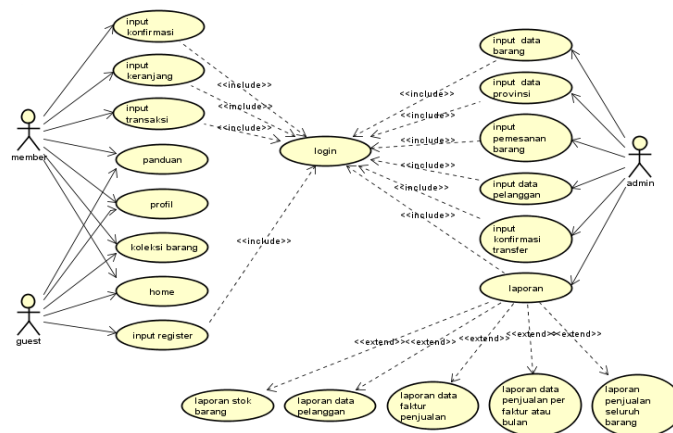 input
konfirmasi
input
keranjang
input
transaksi
panduan
profil
koleksi barang
home
input register
member
guest
<<include>>
<<include>>
<<include>>
<<include>>
login
<<include>>
<<include>>
<<include>>
<<include>>
<<include>>
<<include>>
input data
barang
input data
provinsi
input
pemesanan
barang
input data
pelanggan
input
konfirmasi
transfer
laporan
admin
<<extend>>
<<extend>>
<<extend>>
<<extend>>
<<extend>>
laporan stok
barang
laporan data
pelanggan
laporan data
faktur
penjualan
laporan data
penjualan per
faktur atau
bulan
laporan
penjualan
seluruh
barang